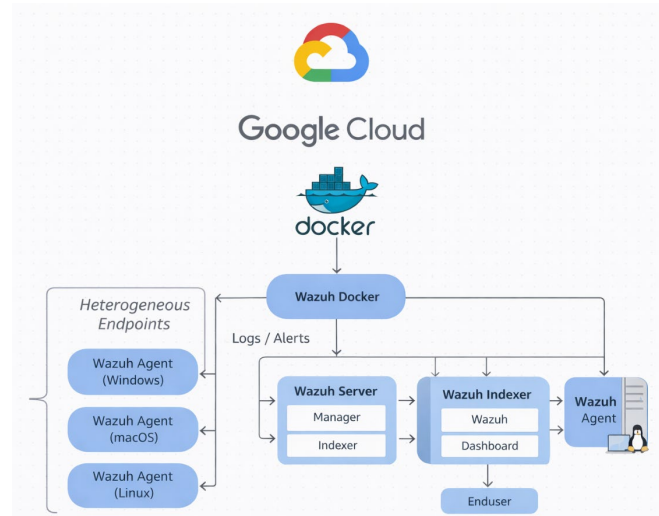 Google Cloud
docker
Wazuh Docker
Heterogeneous
Endpoints
Logs / Alerts
Wazuh Agent
(Windows)
Wazuh Agent
(macOS)
Wazuh Agent
(Linux)
Wazuh Server
Manager
Indexer
Wazuh Indexer
Wazuh
Dashboard
Wazuh
Agent
Enduser